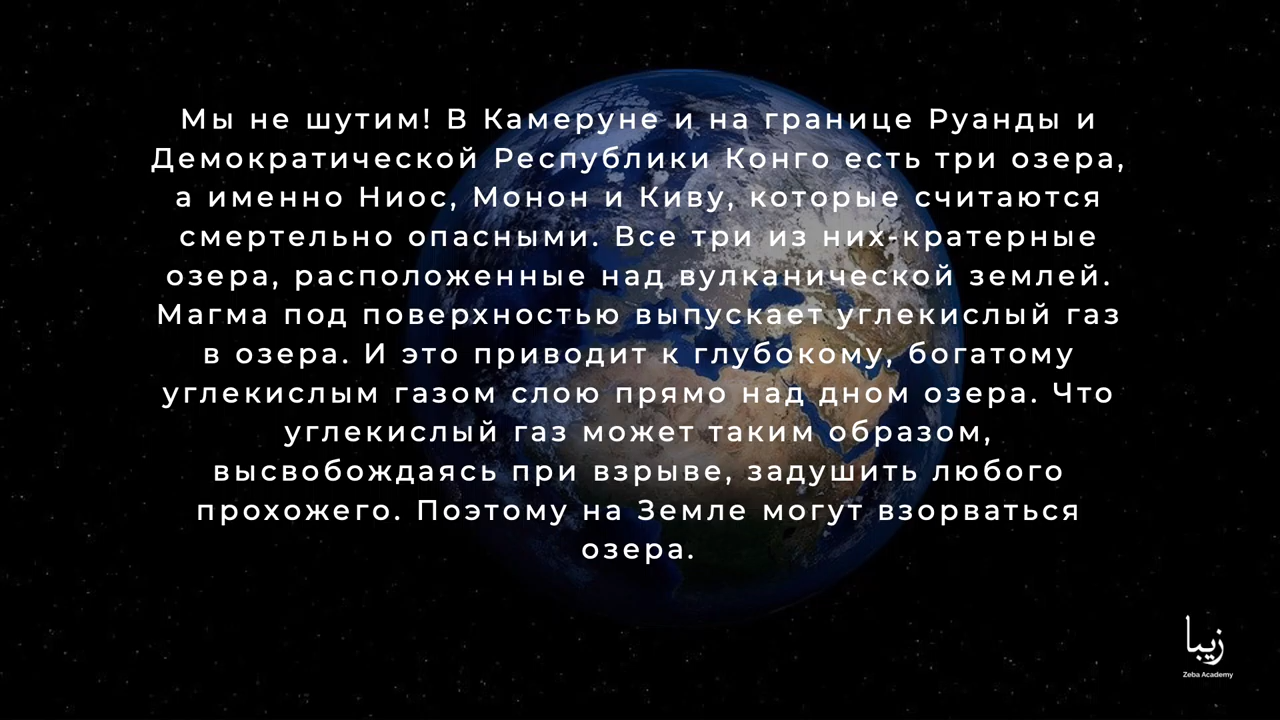 Мы не шутим! В Камеруне и на границе Руанды и
Демократической Республики Конго есть три озера,
а именно Ниос, Монон и Киву, которые считаются
смертельно опасными. Все три из них-кратерные
озера, расположенные над вулканической землей.
Магма под поверхностью выпускает углекислый газ
в озера. И это приводит к глубокому, богатому
углекислым газом слою прямо над дном озера. Что
углекислый газ может таким образом,
высвобождаясь при взрыве, задушить любого
прохожего. Поэтому на Земле могут взорваться
озера.
زیبا
Zeba Academy